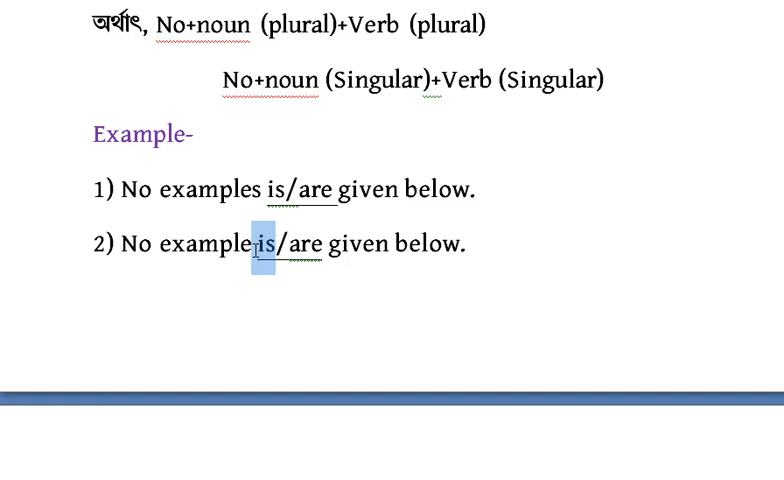 অর্থাৎ, No+noun (plural)+Verb (plural)
No+noun (Singular)+Verb (Singular)
Example-
1) No examples is/are given below.
2) No example is/are given below.